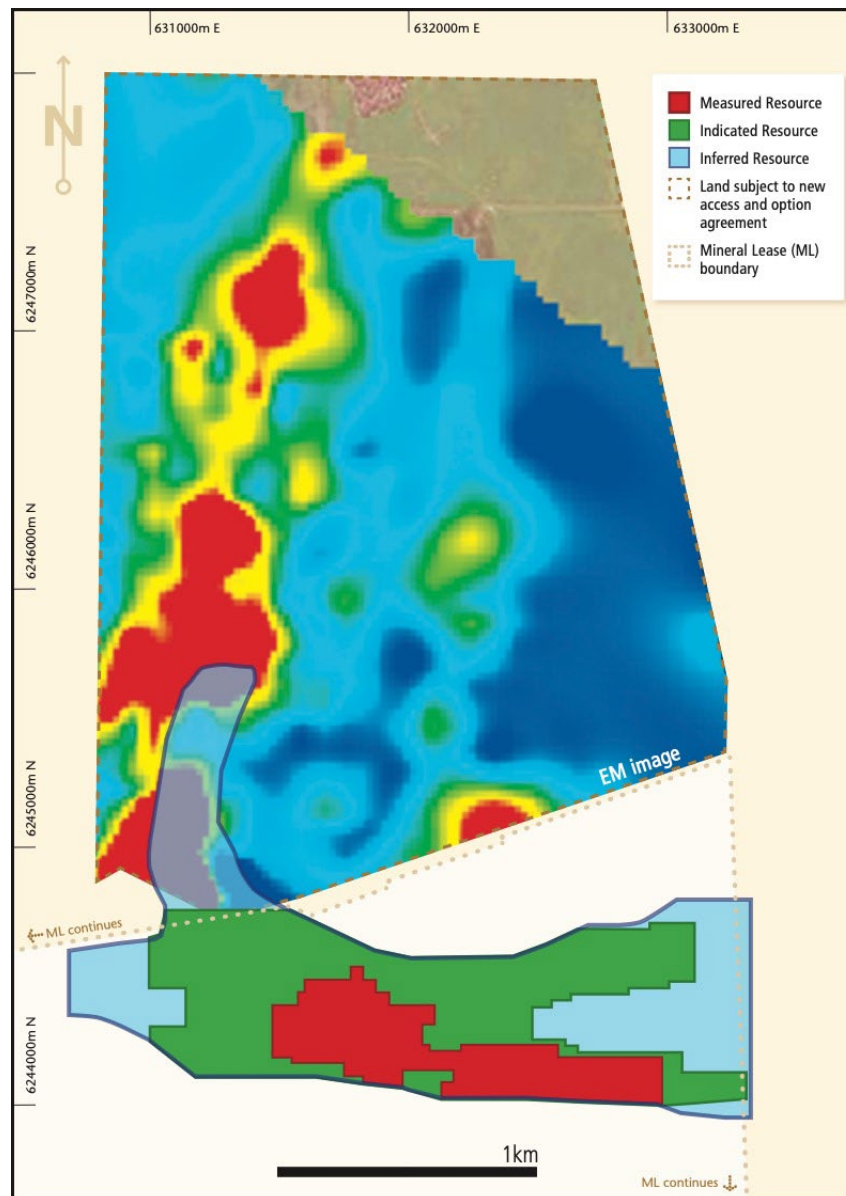 631000m E
632000m E
633000m E
N
Measured Resource
Indicated Resource
Inferred Resource
Land subject to new
access and option
agreement
Mineral Lease (ML)
boundary
6247000m N
6246000m N
6245000m N
6244000m N
EM image
ML continues
1km
ML continues